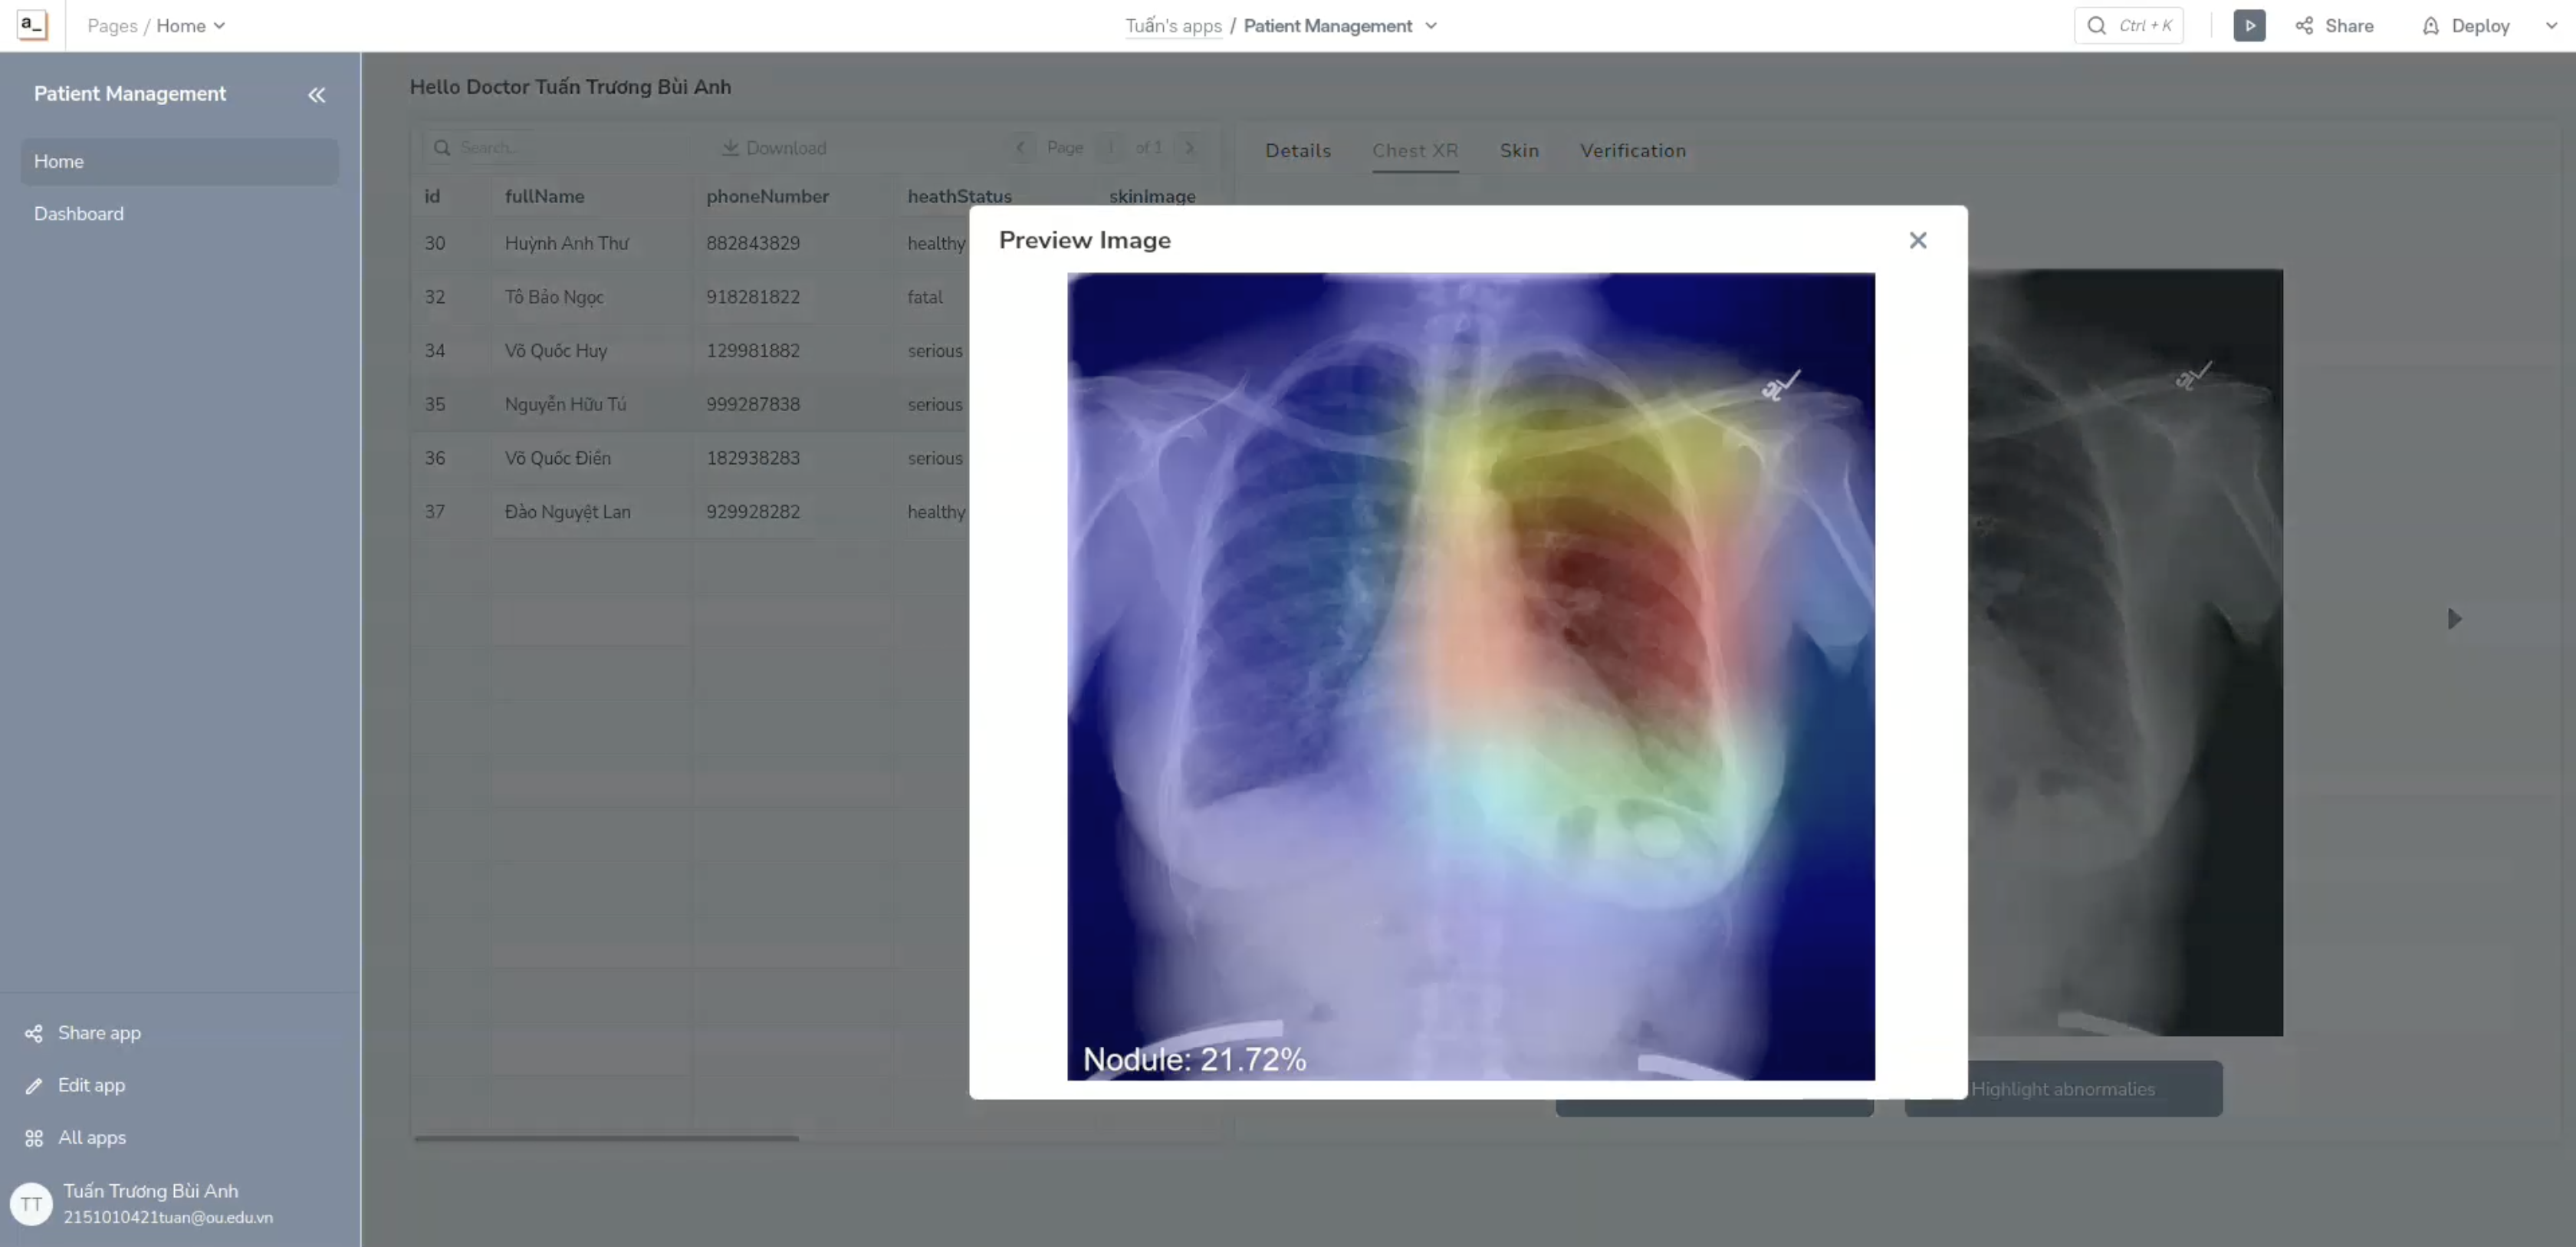 a_ Pages / Home Tuấn's apps / Patient Management Ctrl + K Share Deploy
Patient Management
Home
Dashboard
Share app
Edit app
All apps
TT
Tuấn Trương Bùi Anh
2151010421tuan@ou.edu.vn
Hello Doctor Tuấn Trương Bùi Anh
Search... Download Page 1 of 1
id fullName phoneNumber heathStatus skinImage
30 Huỳnh Anh Thư 882843829 healthy
32 Tô Bảo Ngọc 918281822 fatal
34 Võ Quốc Huy 129981882 serious
35 Nguyễn Hữu Tú 999287838 serious
36 Võ Quốc Điền 182938283 serious
37 Đào Nguyệt Lan 929928282 healthy
Details Chest XR Skin Verification
Preview Image
Nodule: 21.72%
Highlight abnormalies